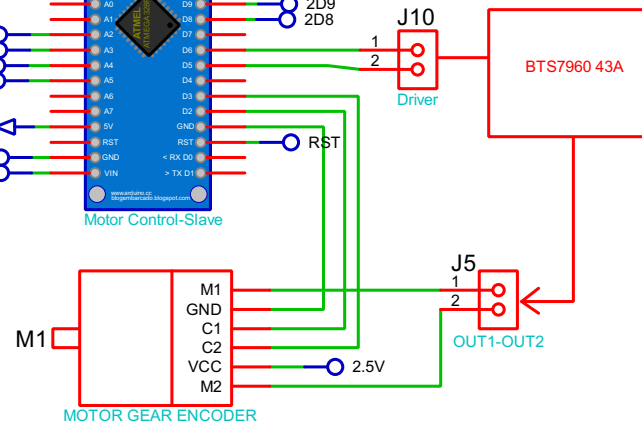 A0
D9
2D9
A1
D8
2D8
ATMEL
A2
D7
A3
D6
A4
D5
A5
D4
A6
D3
A7
D2
5V
GND
RST
RST
RST
GND
< RX D0
VIN
> TX D1
www.arduino.cc
blogembarcado.blogspot.com
Motor Control-Slave
J10
1
2
Driver
BTS7960 43A
J5
1
2
OUT1-OUT2
M1
M1
GND
C1
C2
VCC
2.5V
M2
MOTOR GEAR ENCODER